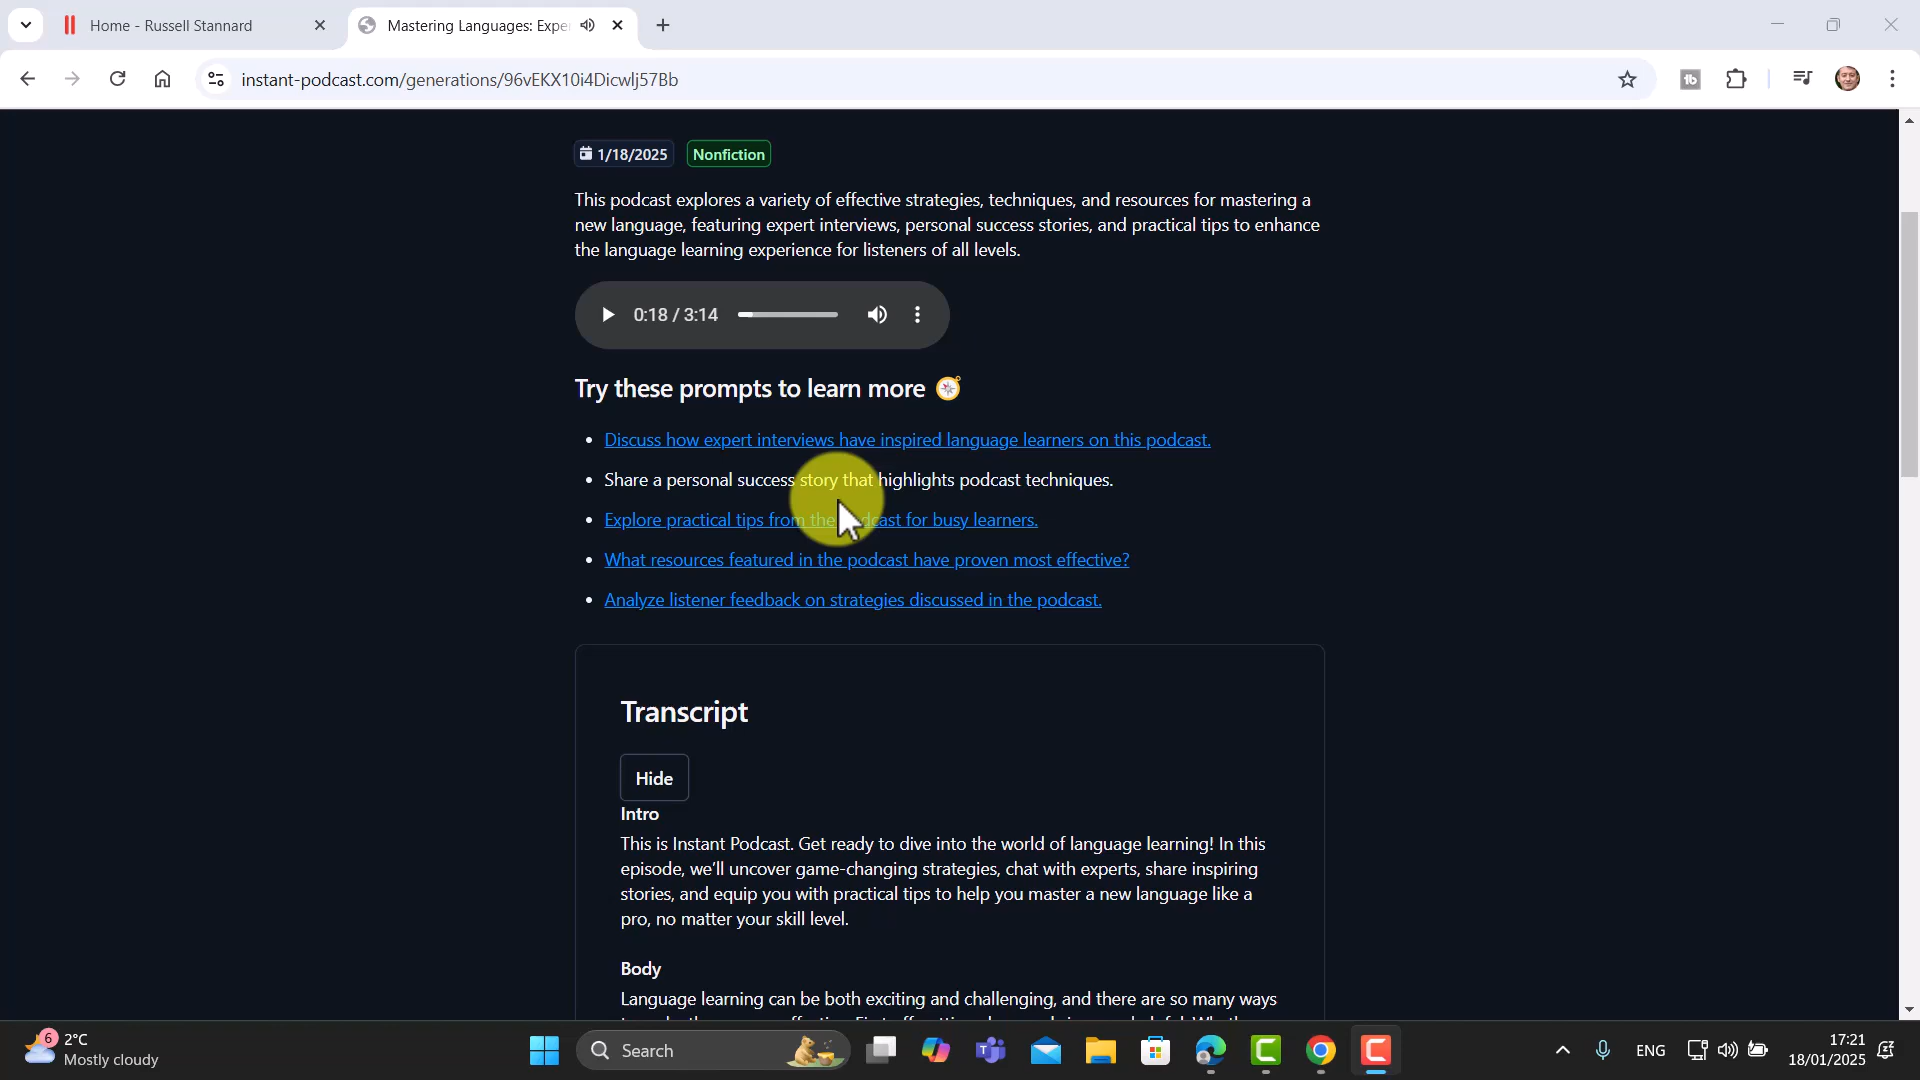 Home - Russell Stannard
Mastering Languages: Expe
instant-podcast.com/generations/96vEKX10i4Dicwlj57Bb
1/18/2025 Nonfiction
This podcast explores a variety of effective strategies, techniques, and resources for mastering a
new language, featuring expert interviews, personal success stories, and practical tips to enhance
the language learning experience for listeners of all levels.
0:18 / 3:14
Try these prompts to learn more
• Discuss how expert interviews have inspired language learners on this podcast.
• Share a personal success story that highlights podcast techniques.
• Explore practical tips from the podcast for busy learners.
• What resources featured in the podcast have proven most effective?
• Analyze listener feedback on strategies discussed in the podcast.
Transcript
Hide
Intro
This is Instant Podcast. Get ready to dive into the world of language learning! In this
episode, we'll uncover game-changing strategies, chat with experts, share inspiring
stories, and equip you with practical tips to help you master a new language like a
pro, no matter your skill level.
Body
Language learning can be both exciting and challenging, and there are so many ways
6
2°C
Mostly cloudy
Search
ENG
17:21
18/01/2025